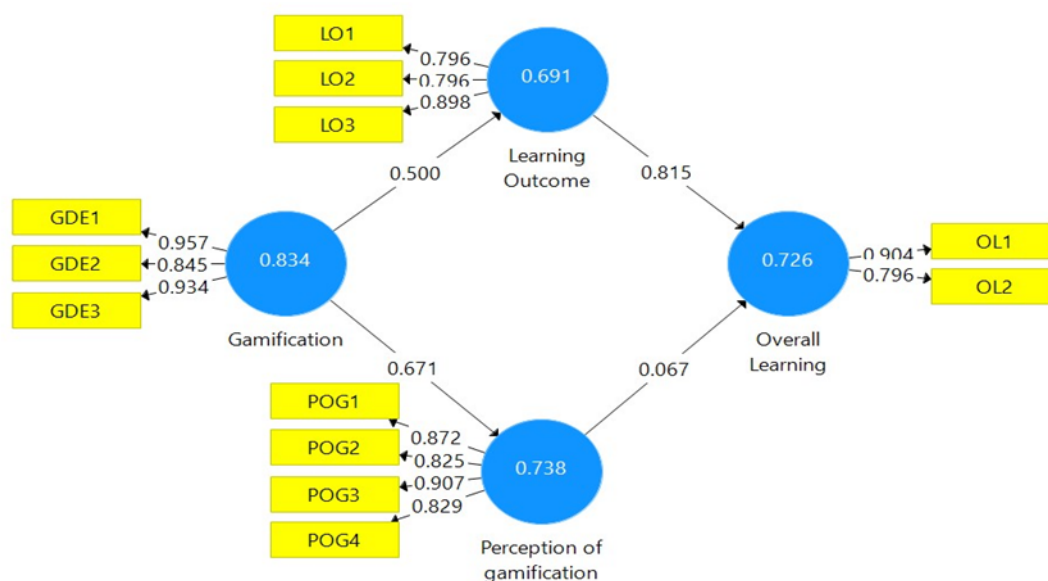 LO1
LO2
LO3
0.796
0.796
0.898
0.691
Learning
Outcome
0.500
0.815
GDE1
GDE2
GDE3
0.957
0.845
0.934
0.834
Gamification
0.726
Overall
Learning
0.904
0.796
OL1
OL2
0.671
0.067
POG1
POG2
POG3
POG4
0.872
0.825
0.907
0.829
0.738
Perception of
gamification